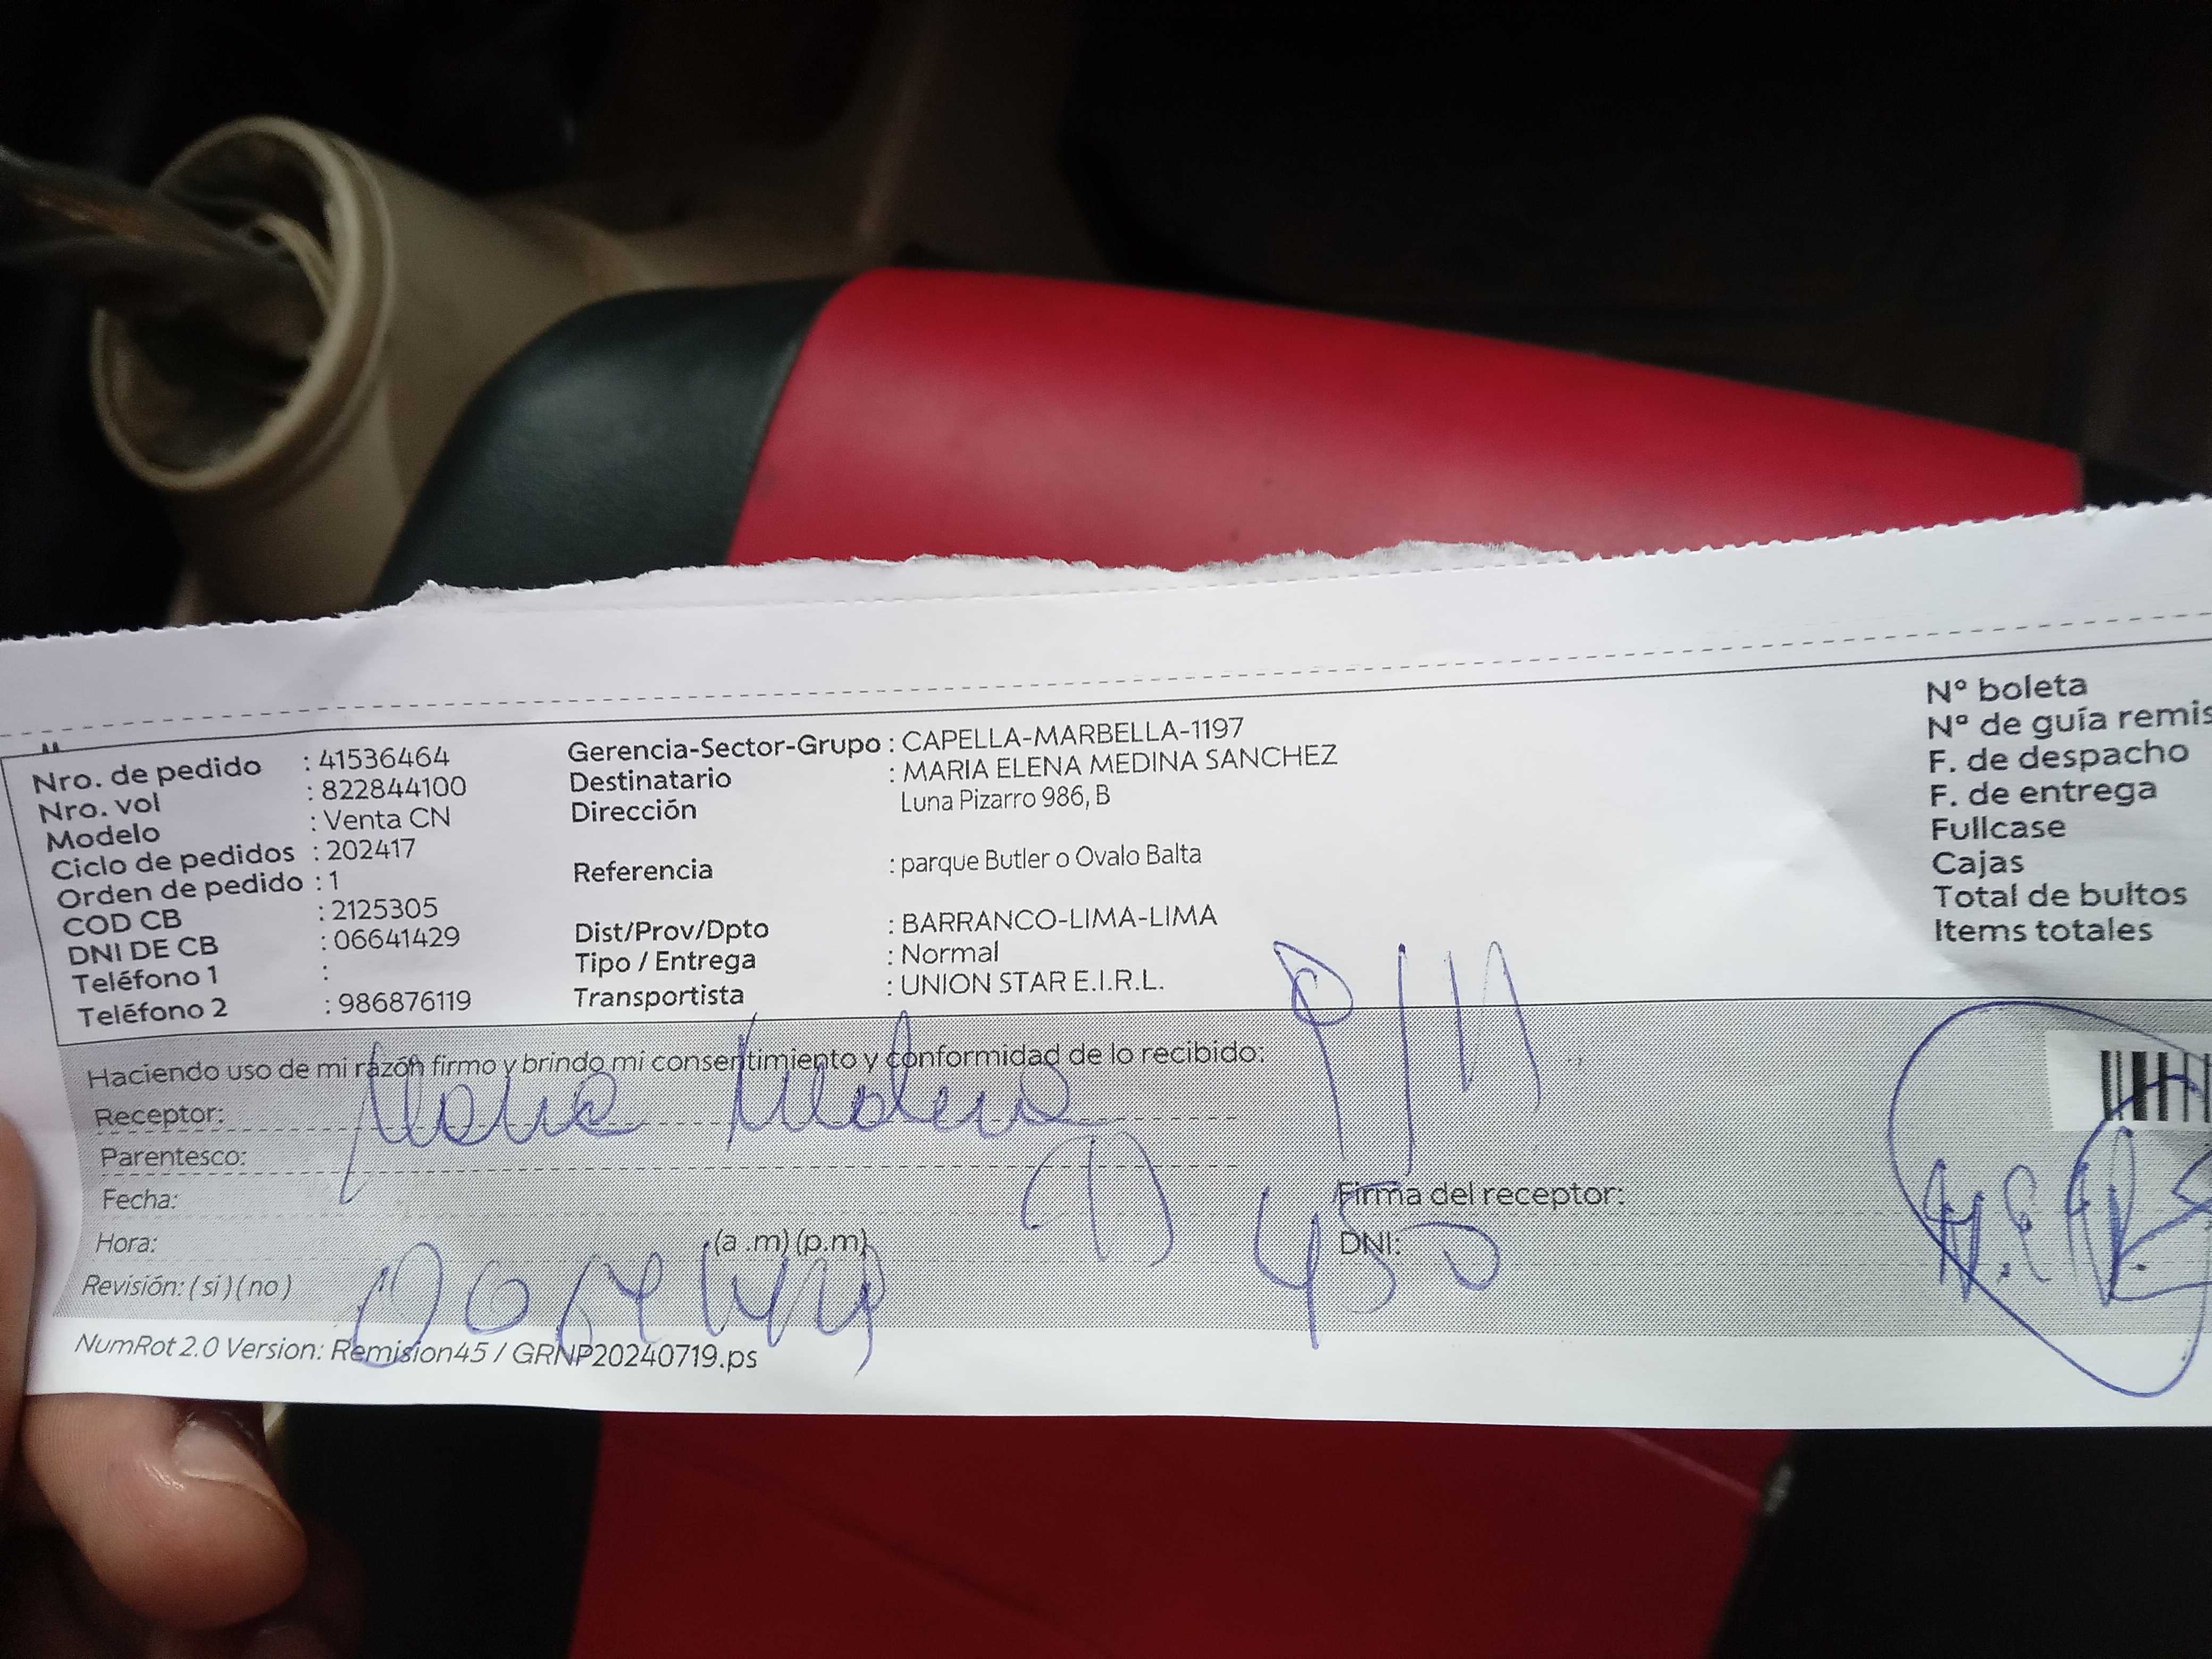 Nro. de pedido : 41536464
Nro. vol : 822844100
Modelo : Venta CN
Ciclo de pedidos : 202417
Orden de pedido : 1
COD CB : 2125305
DNI DE CB : 06641429
Teléfono 1 :
Teléfono 2 : 986876119
Gerencia-Sector-Grupo : CAPELLA-MARBELLA-1197
Destinatario : MARIA ELENA MEDINA SANCHEZ
Dirección Luna Pizarro 986, B
Referencia : parque Butler o Ovalo Balta
Dist/Prov/Dpto : BARRANCO-LIMA-LIMA
Tipo / Entrega : Normal
Transportista : UNION STAR E.I.R.L.
N° boleta
N° de guía remis
F. de despacho
F. de entrega
Fullcase
Cajas
Total de bultos
Items totales
Haciendo uso de mi razón firmo y brindo mi consentimiento y conformidad de lo recibido:
Receptor: Maria Medina
Parentesco:
Fecha:
Hora: (a .m) (p.m)
Revisión: ( si ) ( no )
Firma del receptor:
DNI:
450
NumRot 2.0 Version: Remision45 / GRNP20240719.ps